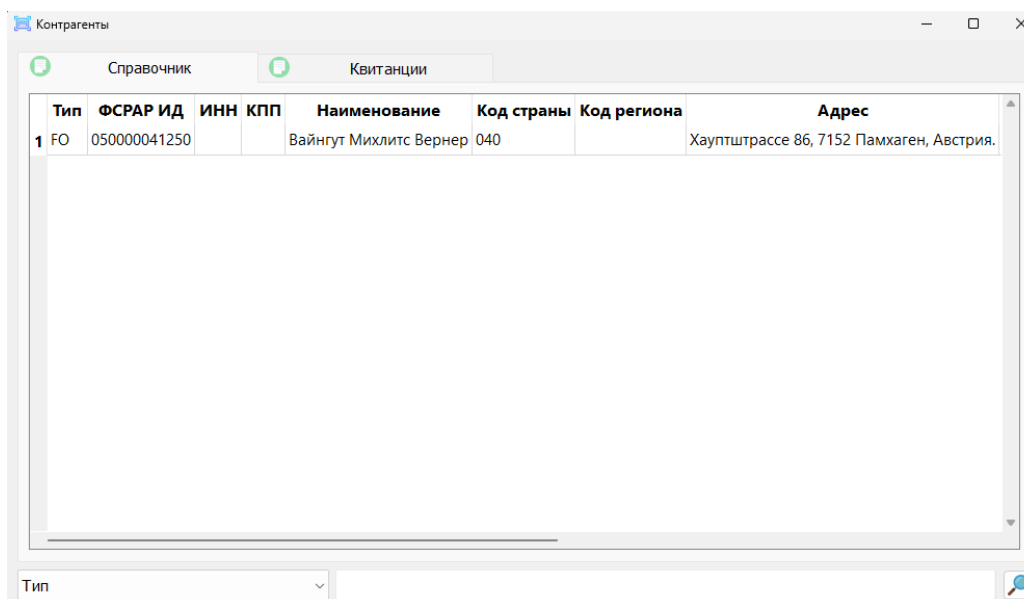 Контрагенты
Справочник Квитанции
Тип ФСРАР ИД ИНН КПП Наименование Код страны Код региона Адрес
1 FO 050000041250 Вайнгут Михлитс Вернер 040 Хауптштрассе 86, 7152 Памхаген, Австрия.
Тип